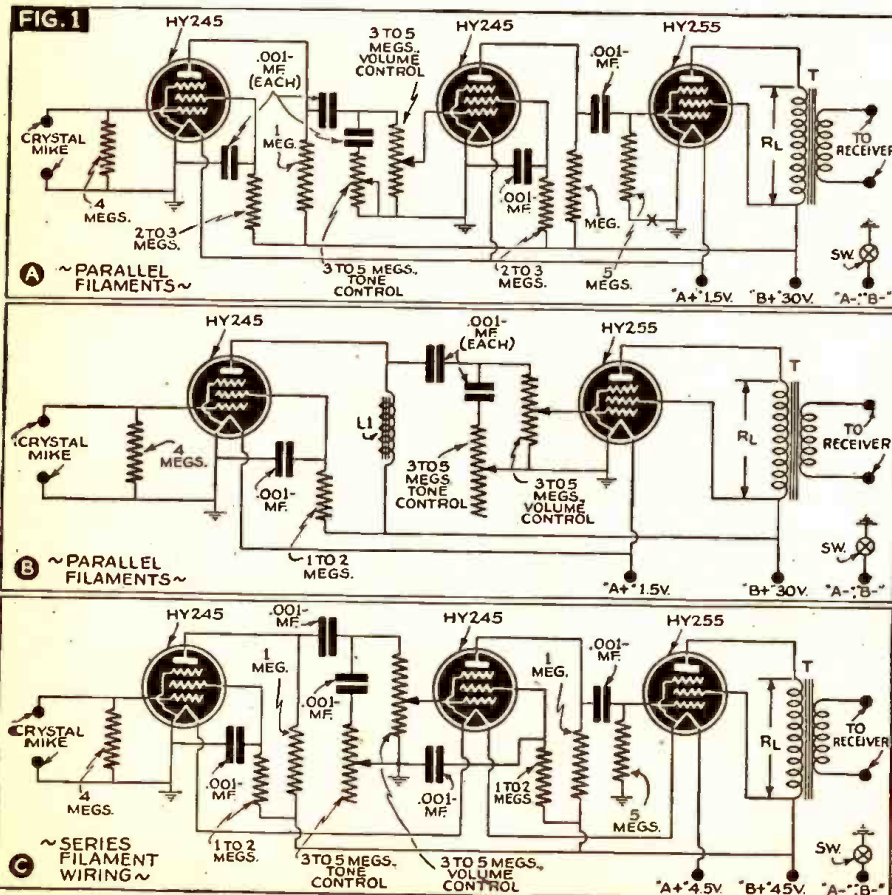 FIG. 1
HY245
.001-
MF.
(EACH)
3 TO 5
MEGS.,
VOLUME
CONTROL
HY245
.001-
MF.
HY255
T
CRYSTAL
MIKE
.4
MEGS.
1
MEG.
2 TO 3
MEGS.
3 TO 5 MEGS.,
TONE
CONTROL
.001-
MF.
2 TO 3
MEGS.
MEG.
5
MEGS.
X
RL
TO
RECEIVER
SW.
A ~PARALLEL
FILAMENTS~
"A+" 1.5V.
"B+" 30V.
"A-," "B-"
HY245
.001-
MF.
(EACH)
HY255
T
CRYSTAL
MIKE
4
MEGS.
.001-
MF.
L1
1 TO 2
MEGS.
3 TO 5
MEGS.
TONE
CONTROL
3 TO 5
MEGS.,
VOLUME
CONTROL
RL
TO
RECEIVER
SW.
B ~PARALLEL
FILAMENTS~
"A+" 1.5V.
"B+" 30V.
"A-," "B-"
HY245
.001-
MF.
HY245
.001-
MF.
HY255
T
CRYSTAL
MIKE
4
MEGS.
.001-
MF.
1
MEG.
.001-
MF.
1 TO 2
MEGS.
3 TO 5 MEGS.,
TONE
CONTROL
.001-
MF.
3 TO 5 MEGS.,
VOLUME
CONTROL
1
MEG.
1 TO 2
MEGS.
5
MEGS.
RL
TO
RECEIVER
SW.
C ~SERIES
FILAMENT
WIRING~
"A+" 4.5V.
"B+" 45V.
"A-," "B-"